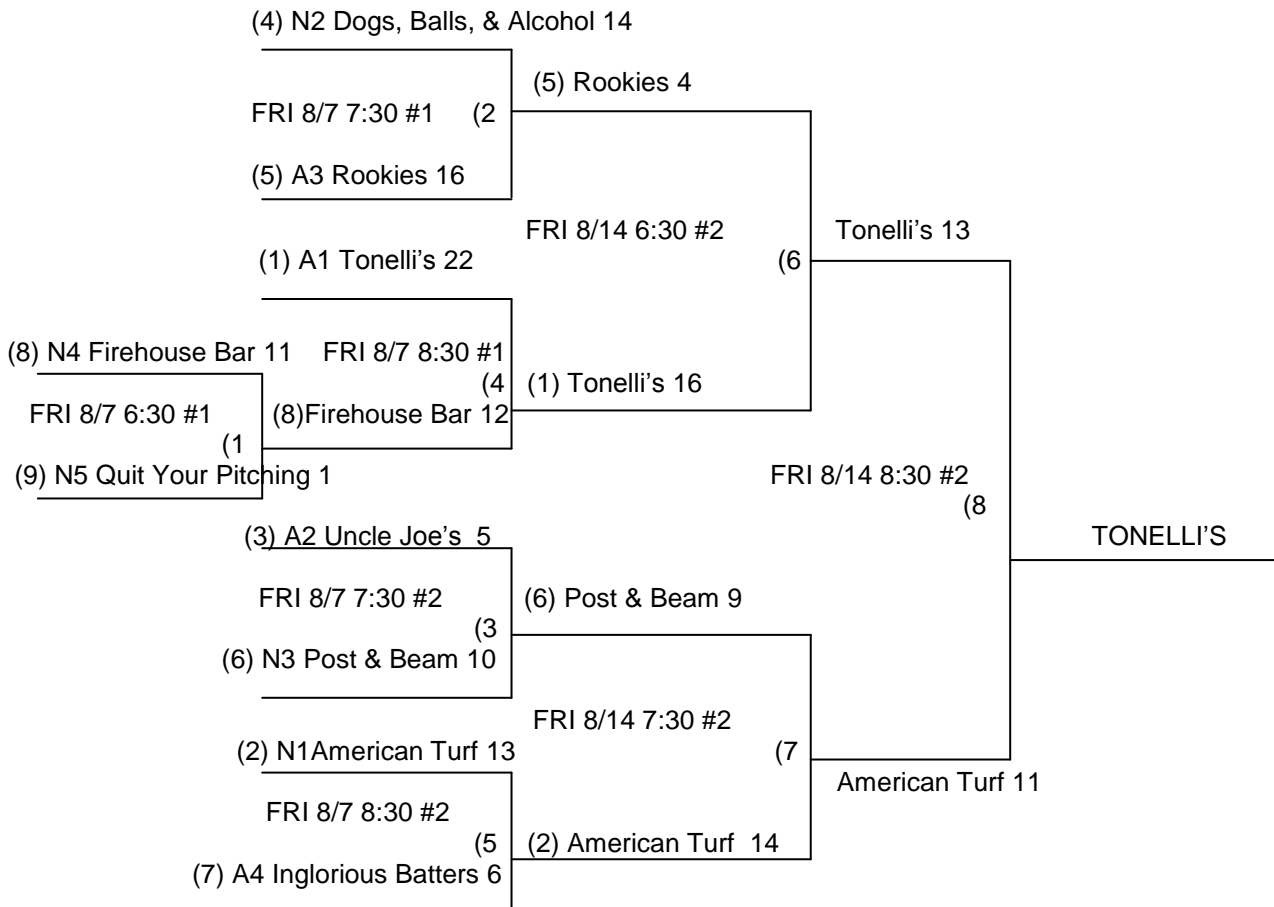 (4) N2 Dogs, Balls, & Alcohol 14
(5) Rookies 4
FRI 8/7 7:30 #1 (2
(5) A3 Rookies 16
FRI 8/14 6:30 #2
Tonelli's 13
(1) A1 Tonelli's 22
(6
(8) N4 Firehouse Bar 11
FRI 8/7 8:30 #1
(4
(1) Tonelli's 16
FRI 8/7 6:30 #1
(8)Firehouse Bar 12
(1
(9) N5 Quit Your Pitching 1
FRI 8/14 8:30 #2
(8
(3) A2 Uncle Joe's 5
TONELLI'S
FRI 8/7 7:30 #2
(6) Post & Beam 9
(3
(6) N3 Post & Beam 10
FRI 8/14 7:30 #2
(2) N1American Turf 13
(7
American Turf 11
FRI 8/7 8:30 #2
(5
(2) American Turf 14
(7) A4 Inglorious Batters 6